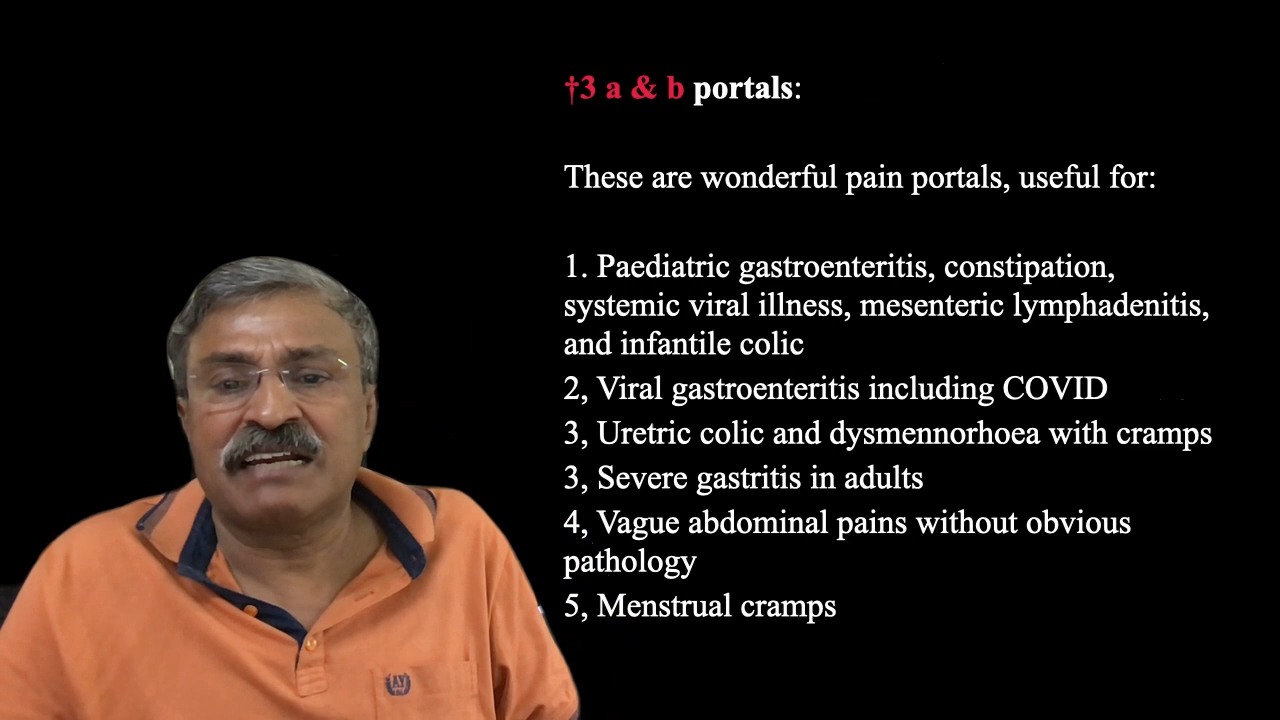 †3 a & b portals:
These are wonderful pain portals, useful for:
1. Paediatric gastroenteritis, constipation,
systemic viral illness, mesenteric lymphadenitis,
and infantile colic
2, Viral gastroenteritis including COVID
3, Uretric colic and dysmennorhoea with cramps
3, Severe gastritis in adults
4, Vague abdominal pains without obvious
pathology
5, Menstrual cramps
AY